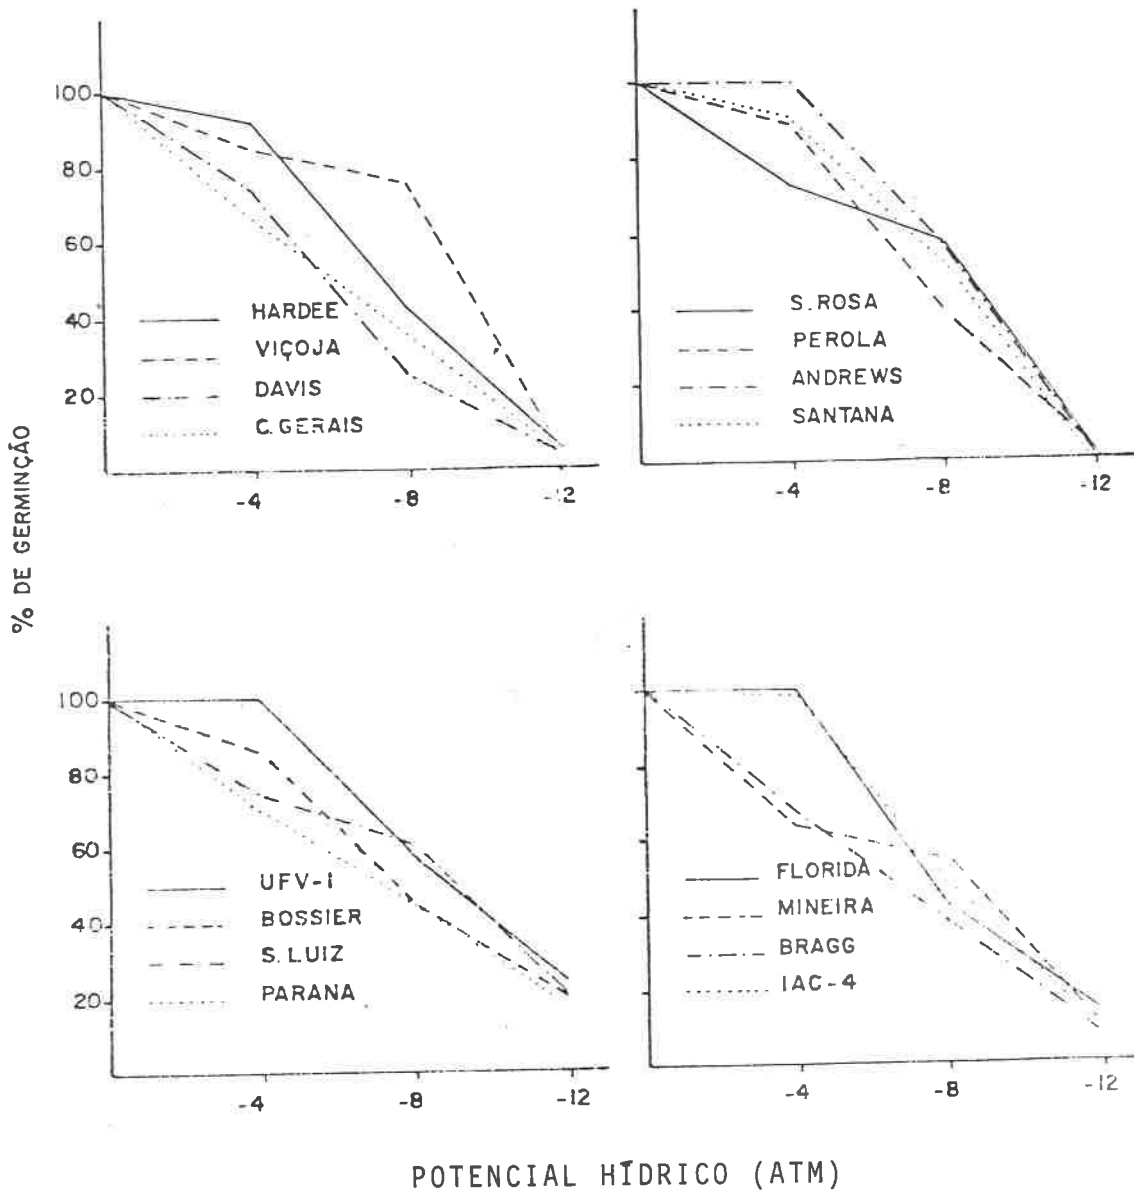 % DE GERMINÇÃO
100
80
60
40
20
HARDEE
VIÇOJA
DAVIS
C. GERAIS
-4
-8
-12
S. ROSA
PEROLA
ANDREWS
SANTANA
-4
-8
-12
100
80
60
40
20
UFV-1
BOSSIER
S. LUIZ
PARANA
-4
-8
-12
FLORIDA
MINEIRA
BRAGG
IAC-4
-4
-8
-12
POTENCIAL HÍDRICO (ATM)